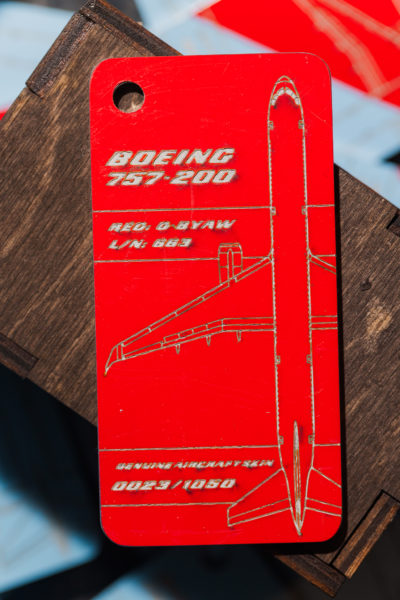 BOEING
757-200
REG: G-BYAW
L/N: 663
GENUINE AIRCRAFT SKIN
0023/1050